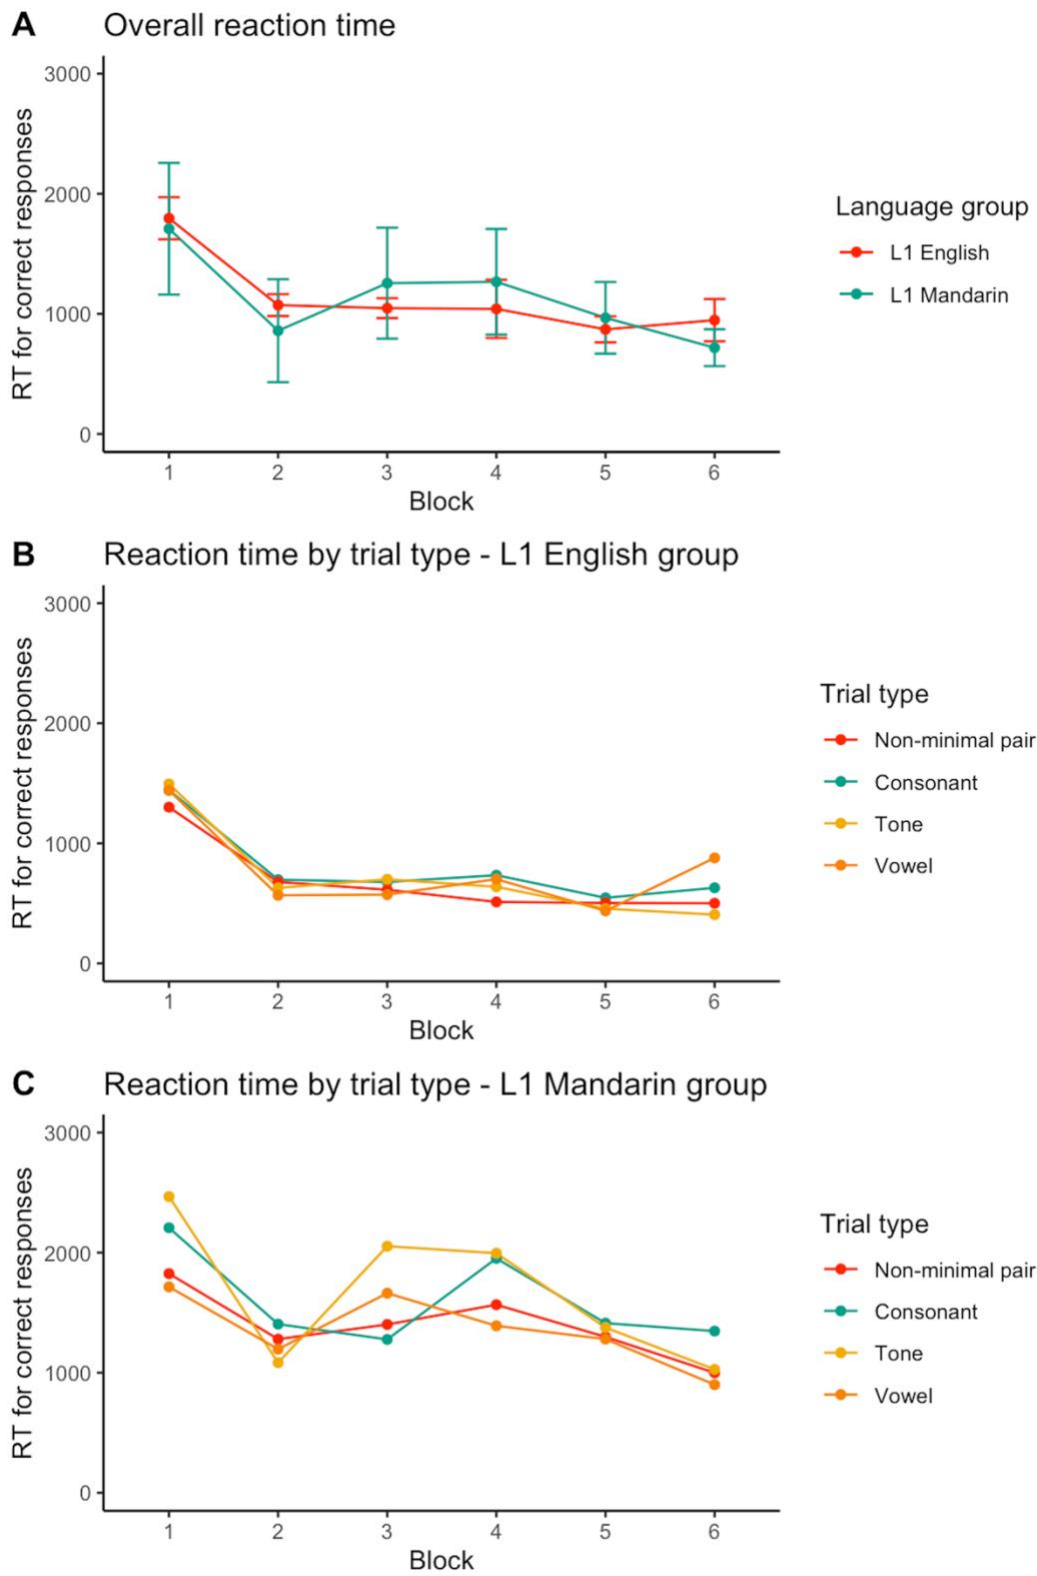 A Overall reaction time
RT for correct responses
3000
2000
1000
0
1 2 3 4 5 6
Block
Language group
L1 English
L1 Mandarin
B Reaction time by trial type - L1 English group
RT for correct responses
3000
2000
1000
0
1 2 3 4 5 6
Block
Trial type
Non-minimal pair
Consonant
Tone
Vowel
C Reaction time by trial type - L1 Mandarin group
RT for correct responses
3000
2000
1000
0
1 2 3 4 5 6
Block
Trial type
Non-minimal pair
Consonant
Tone
Vowel